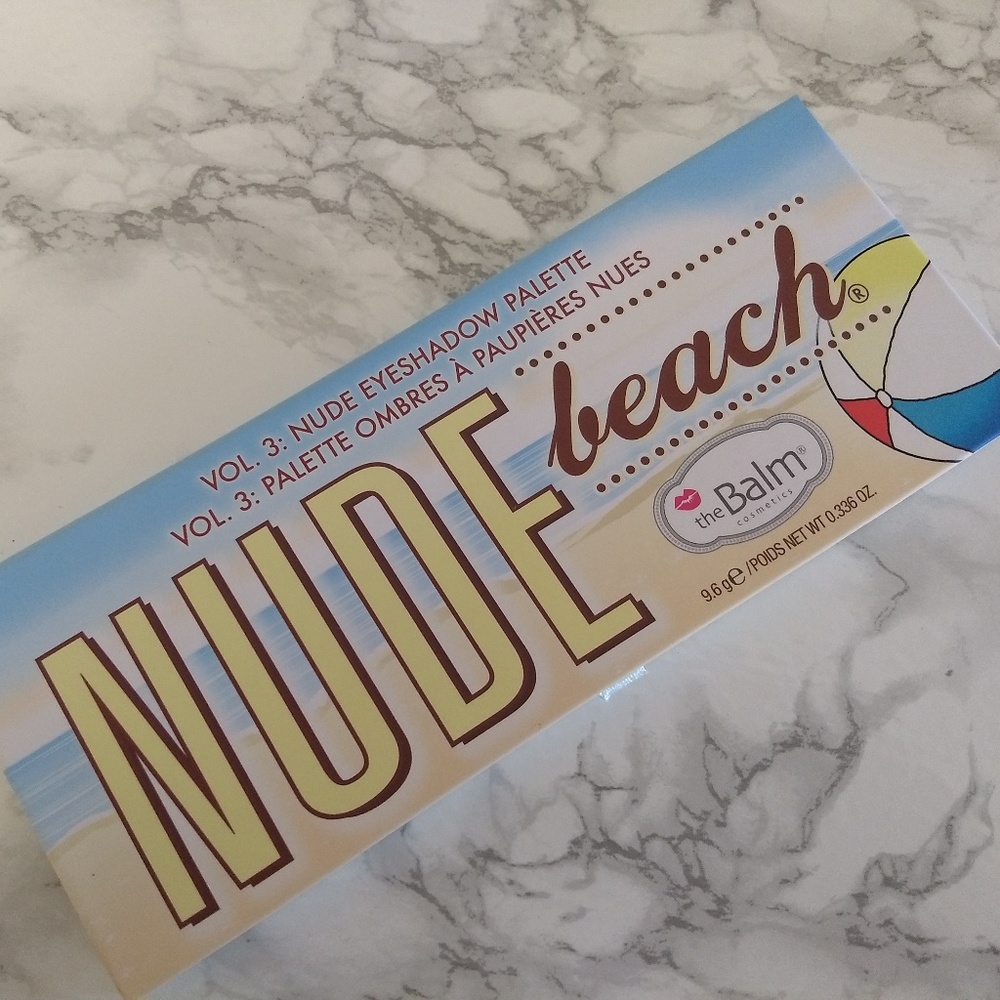 VOL. 3: NUDE EYESHADOW PALETTE
VOL. 3: PALETTE OMBRES À PAUPIÈRES NUES
NUDE
beach®
theBalm®
cosmetics
9.6 g℮ / POIDS NET WT 0.336 OZ.